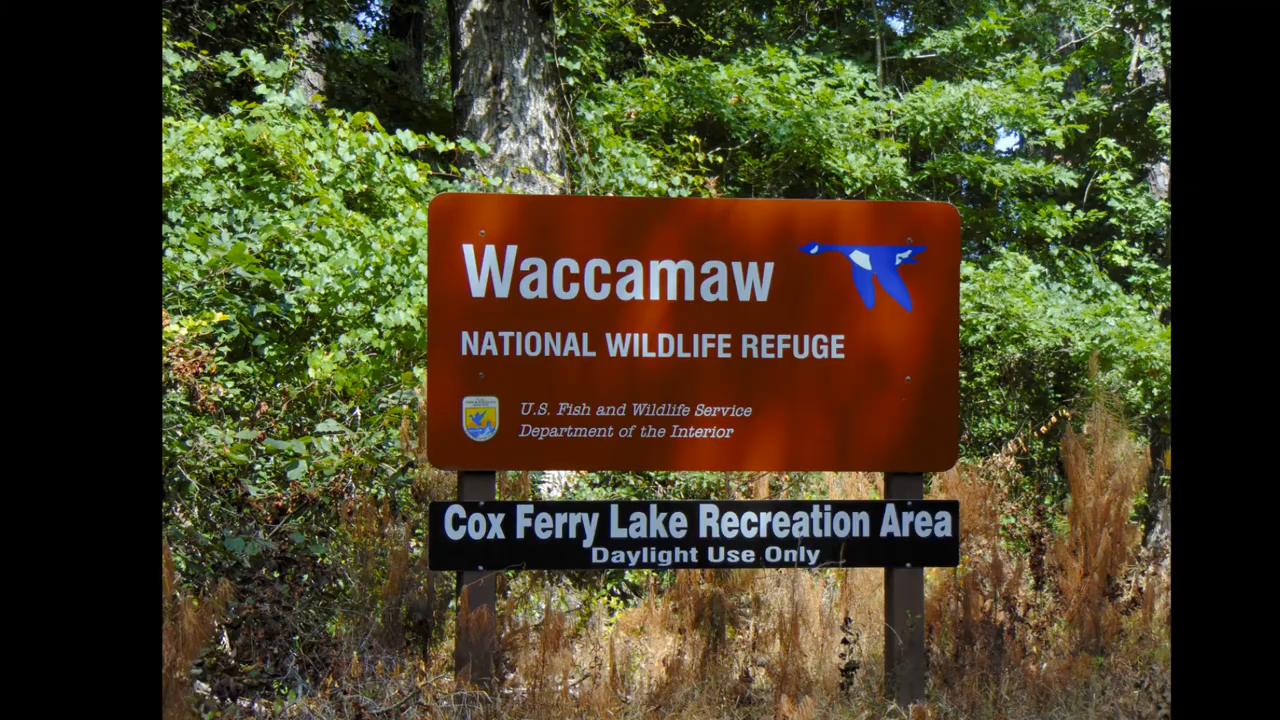 Waccamaw
NATIONAL WILDLIFE REFUGE
U.S. Fish and Wildlife Service
Department of the Interior
Cox Ferry Lake Recreation Area
Daylight Use Only